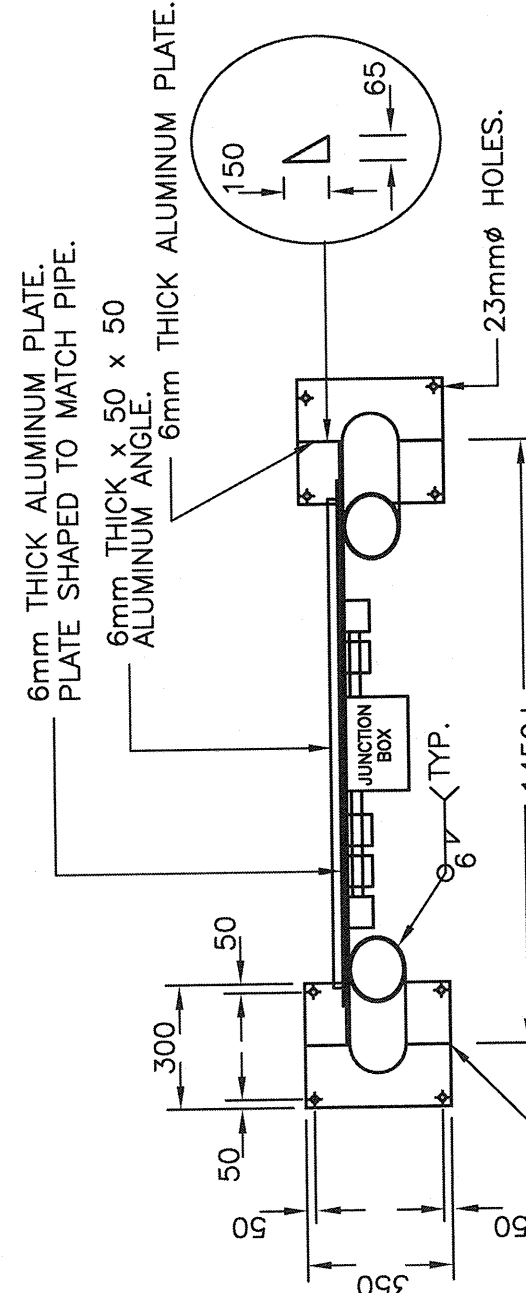 6mm THICK ALUMINUM PLATE.
PLATE SHAPED TO MATCH PIPE.
6mm THICK x 50 x 50
ALUMINUM ANGLE.
6mm THICK ALUMINUM PLATE.
150
65
23mmø HOLES.
JUNCTION
BOX
TYP.
6
50
300
50
50
350
50